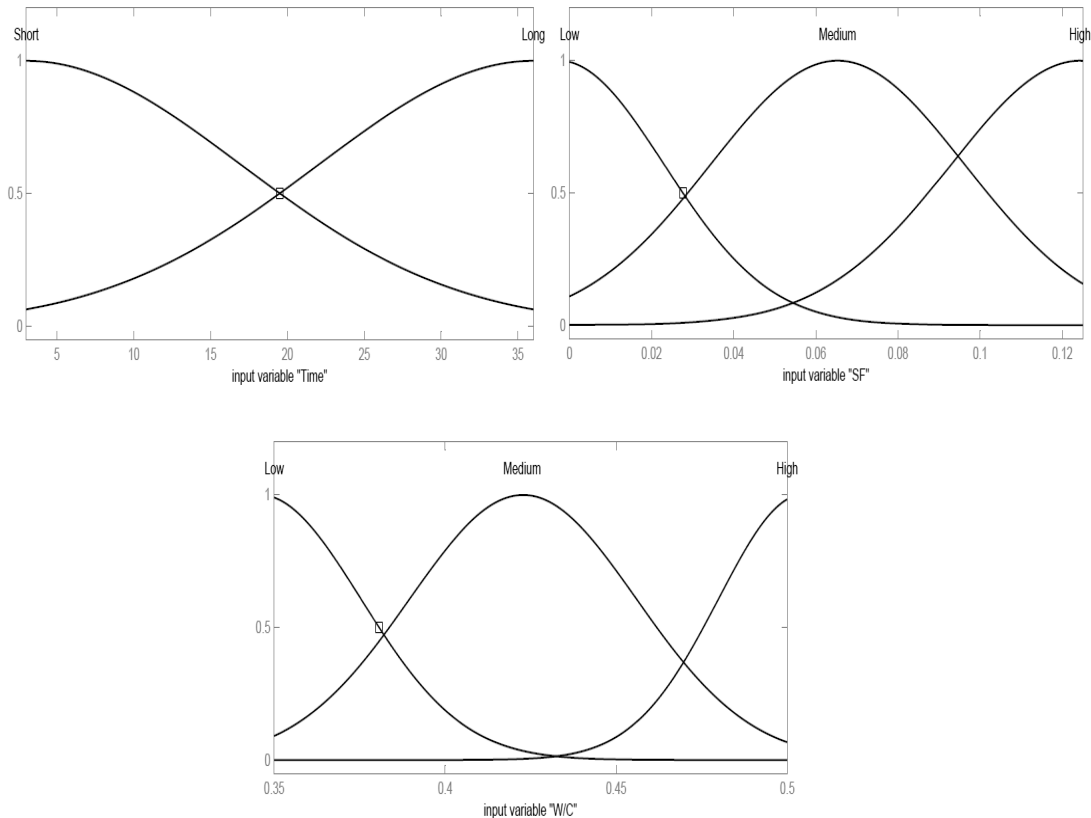 Short Long
1
0.5
0
5 10 15 20 25 30 35
input variable "Time"
Low Medium High
1
0.5
0
0 0.02 0.04 0.06 0.08 0.1 0.12
input variable "SF"
Low Medium High
1
0.5
0
0.35 0.4 0.45 0.5
input variable "W/C"